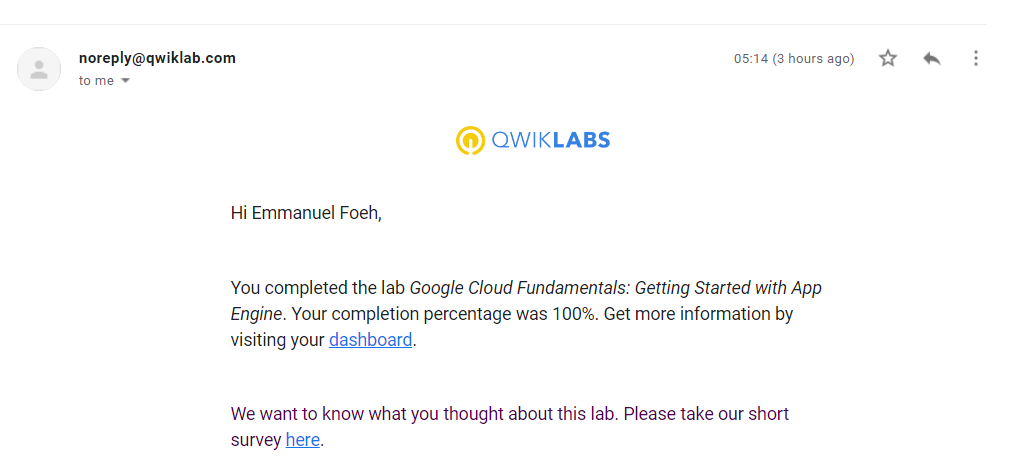 noreply@qwiklab.com
05:14 (3 hours ago)
to me
QWIKLABS
Hi Emmanuel Foeh,
You completed the lab Google Cloud Fundamentals: Getting Started with App
Engine. Your completion percentage was 100%. Get more information by
visiting your dashboard.
We want to know what you thought about this lab. Please take our short
survey here.